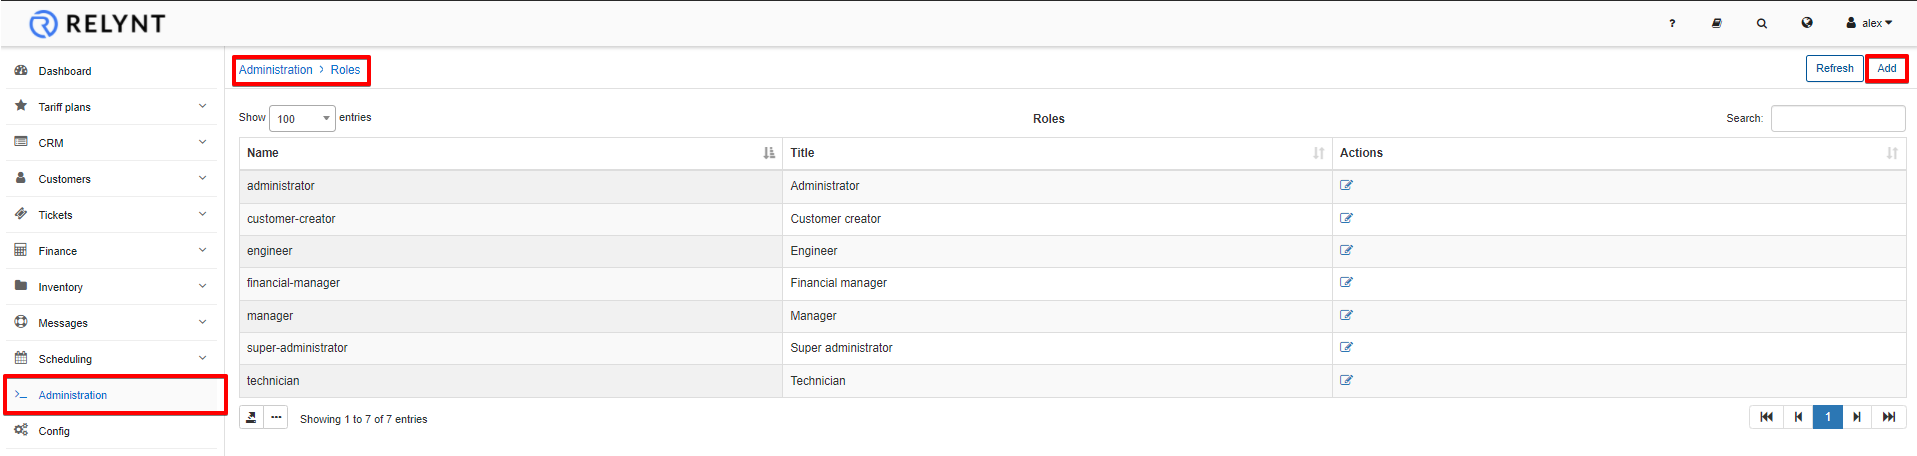 RELYNT
? alex
Dashboard
Tariff plans
CRM
Customers
Tickets
Finance
Inventory
Messages
Scheduling
Administration
Config
Administration > Roles
Refresh Add
Show 100 entries
Roles
Search:
Name Title Actions
administrator Administrator
customer-creator Customer creator
engineer Engineer
financial-manager Financial manager
manager Manager
super-administrator Super administrator
technician Technician
Showing 1 to 7 of 7 entries
1